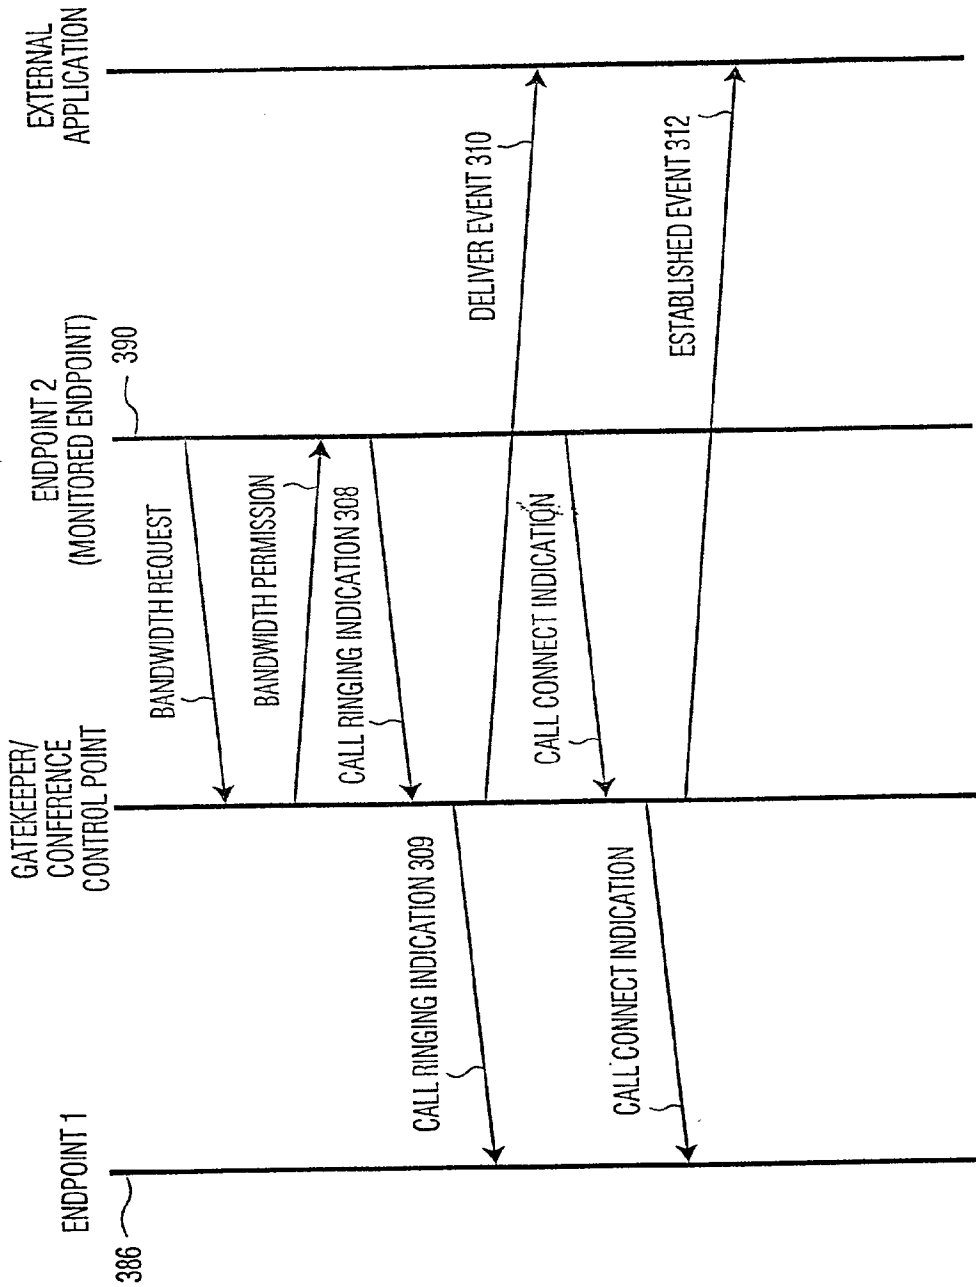 ENDPOINT 1
386
GATEKEEPER/
CONFERENCE
CONTROL POINT
ENDPOINT 2
(MONITORED ENDPOINT)
390
EXTERNAL
APPLICATION
BANDWIDTH REQUEST
BANDWIDTH PERMISSION
CALL RINGING INDICATION 308
CALL RINGING INDICATION 309
DELIVER EVENT 310
CALL CONNECT INDICATION
CALL CONNECT INDICATION
ESTABLISHED EVENT 312